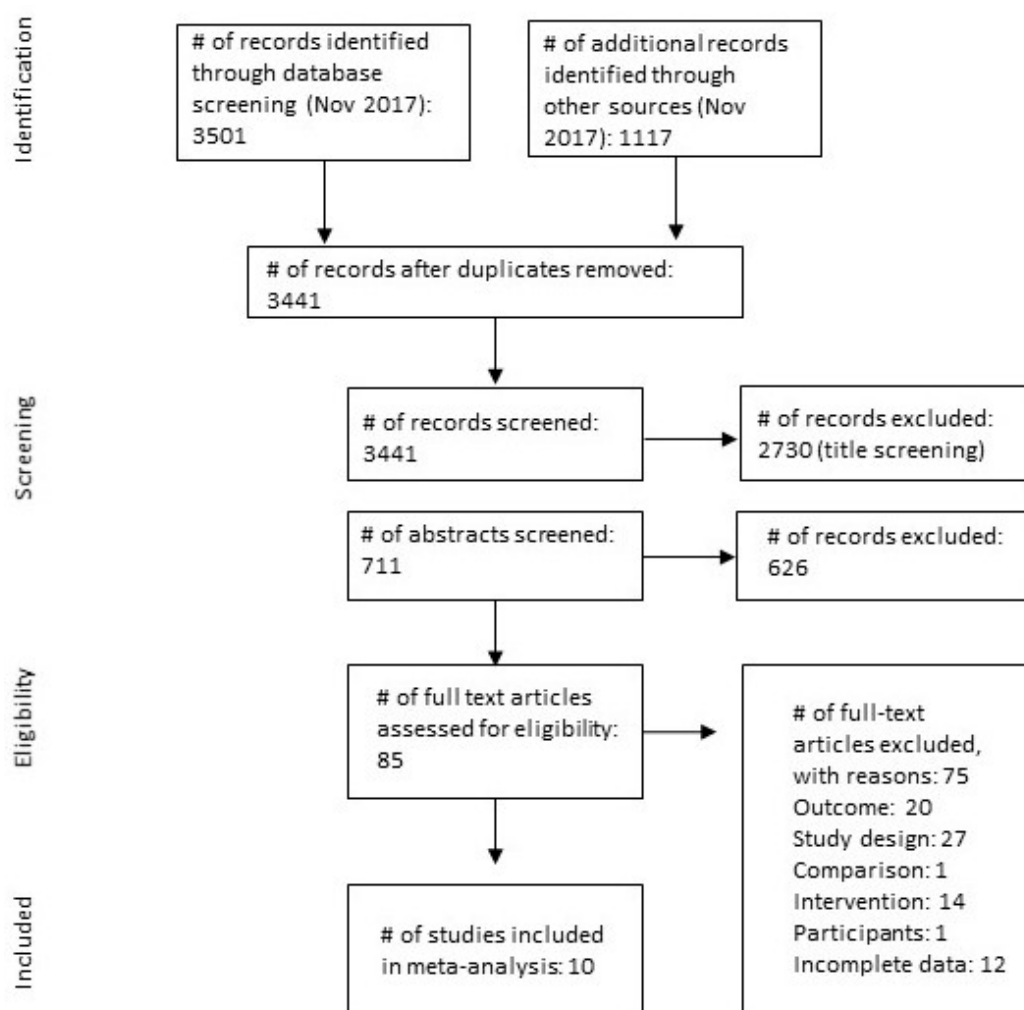 Identification
# of records identified
through database
screening (Nov 2017):
3501
# of additional records
identified through
other sources (Nov
2017): 1117
# of records after duplicates removed:
3441
Screening
# of records screened:
3441
# of records excluded:
2730 (title screening)
# of abstracts screened:
711
# of records excluded:
626
Eligibility
# of full text articles
assessed for eligibility:
85
# of full-text
articles excluded,
with reasons: 75
Outcome: 20
Study design: 27
Comparison: 1
Intervention: 14
Participants: 1
Incomplete data: 12
Included
# of studies included
in meta-analysis: 10